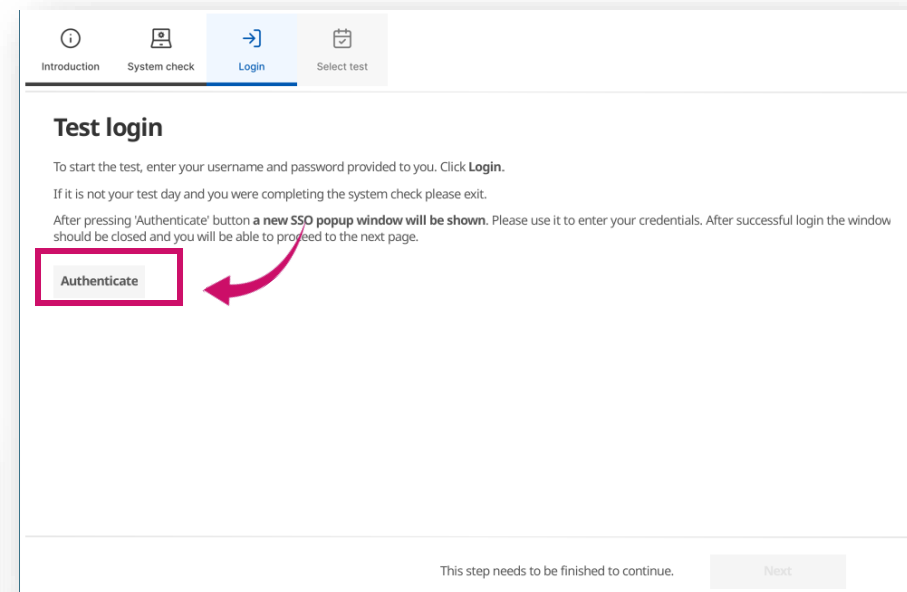 Introduction
System check
Login
Select test
Test login
To start the test, enter your username and password provided to you. Click Login.
If it is not your test day and you were completing the system check please exit.
After pressing 'Authenticate' button a new SSO popup window will be shown. Please use it to enter your credentials. After successful login the window
should be closed and you will be able to proceed to the next page.
Authenticate
This step needs to be finished to continue.
Next